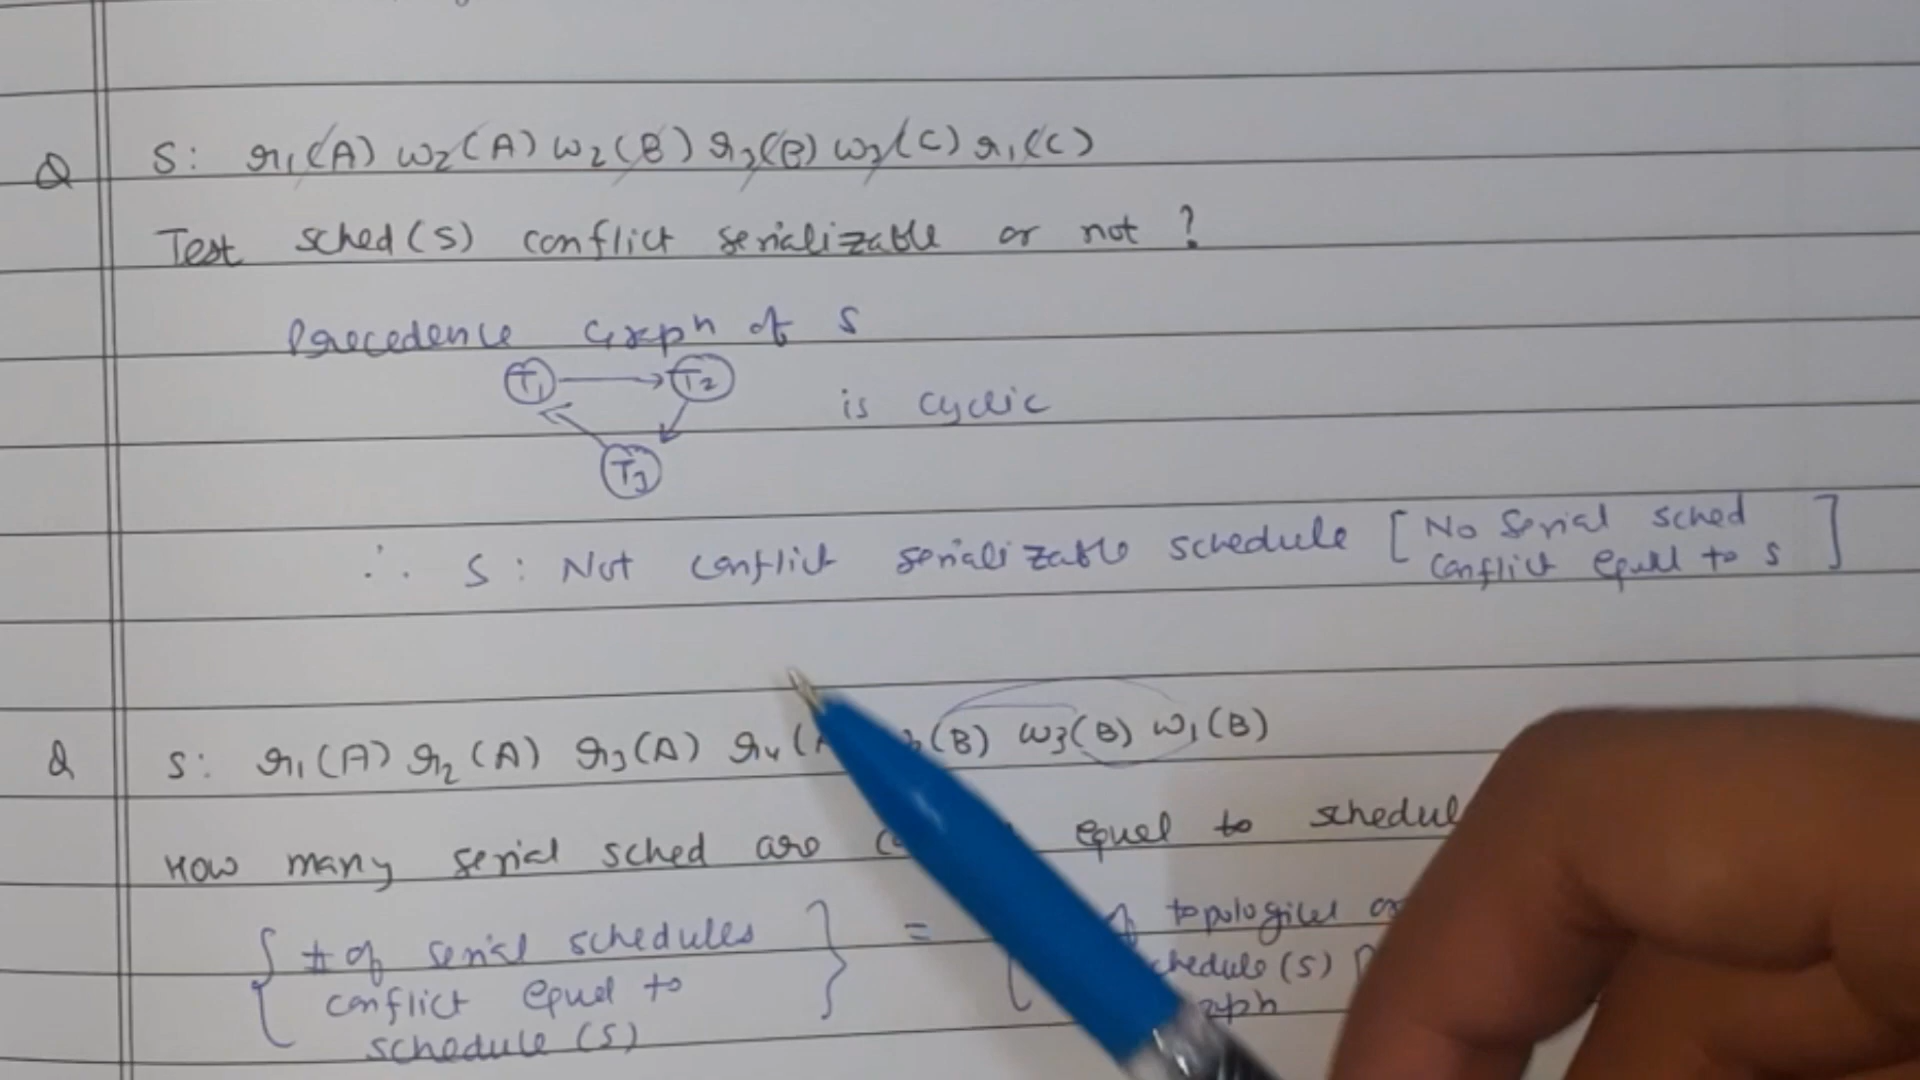 Q S: r1(A) w2(A) w2(B) r3(B) w3(C) r1(C)
Test sched(S) conflict serializable or not ?
Precedence Graph of S
T1 T2
is cyclic
T3
∴ S : Not conflict serializable schedule [No Serial sched
conflict equal to S]
Q S: r1(A) r2(A) r3(A) r4 (B) w3(B) w1(B)
How many serial sched are equal to
{ # of serial schedules } = topological
conflict equal to (S)
schedule (S)